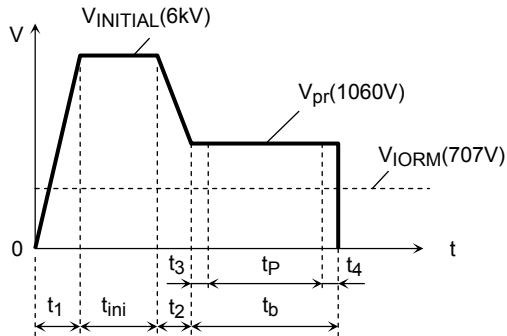 VINITIAL(6kV)
V
Vpr(1060V)
VIORM(707V)
0
t
t3 tP t4
t1 tini t2 tb